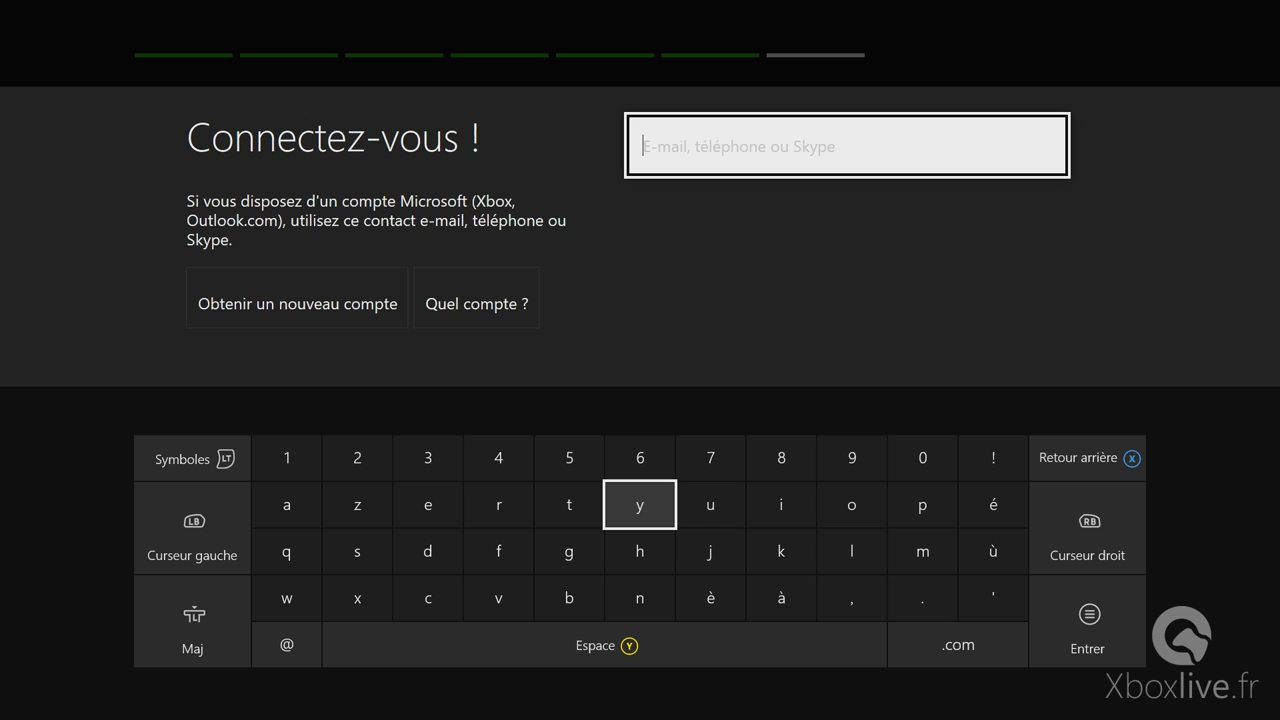 Connectez-vous !
E-mail, téléphone ou Skype
Si vous disposez d'un compte Microsoft (Xbox,
Outlook.com), utilisez ce contact e-mail, téléphone ou
Skype.
Obtenir un nouveau compte Quel compte ?
Symboles LT 1 2 3 4 5 6 7 8 9 0 ! Retour arrière X
a z e r t y u i o p é
LB RB
Curseur gauche q s d f g h j k l m ù Curseur droit
w x c v b n è à , . '
LT
Maj @ Espace Y .com Entrer
Xboxlive.fr